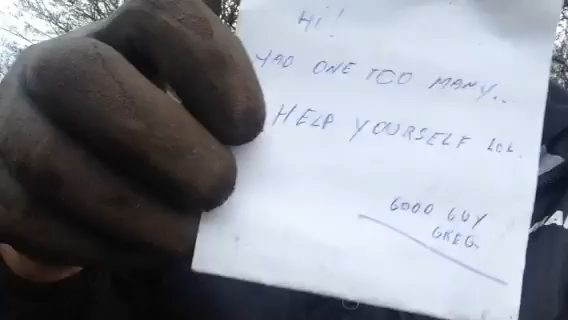 HI!
HAD ONE TOO MANY..
HELP YOURSELF LOL.
GOOD GUY
GREG